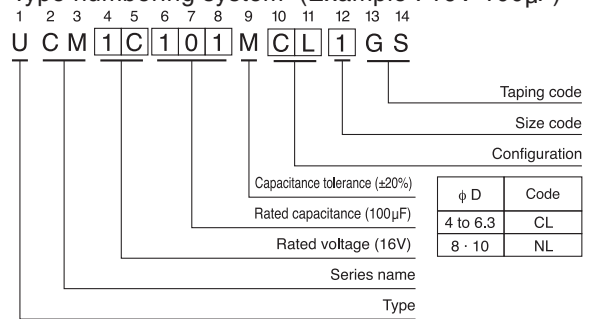 Type numbering system (Example : 16V 100μF)
1 2 3 4 5 6 7 8 9 10 11 12 13 14
U C M 1 C 1 0 1 M C L 1 G S
Taping code
Size code
Configuration
Capacitance tolerance (±20%)
Rated capacitance (100μF)
Rated voltage (16V)
Series name
Type
ϕ D Code
4 to 6.3 CL
8 · 10 NL